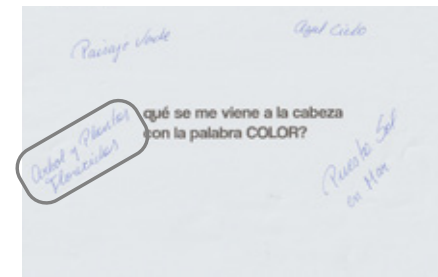 Paisaje Verde
Azul Cielo
qué se me viene a la cabeza
con la palabra COLOR?
Arbol y Plantas
Florecidas
Puesta Sol
en Mar